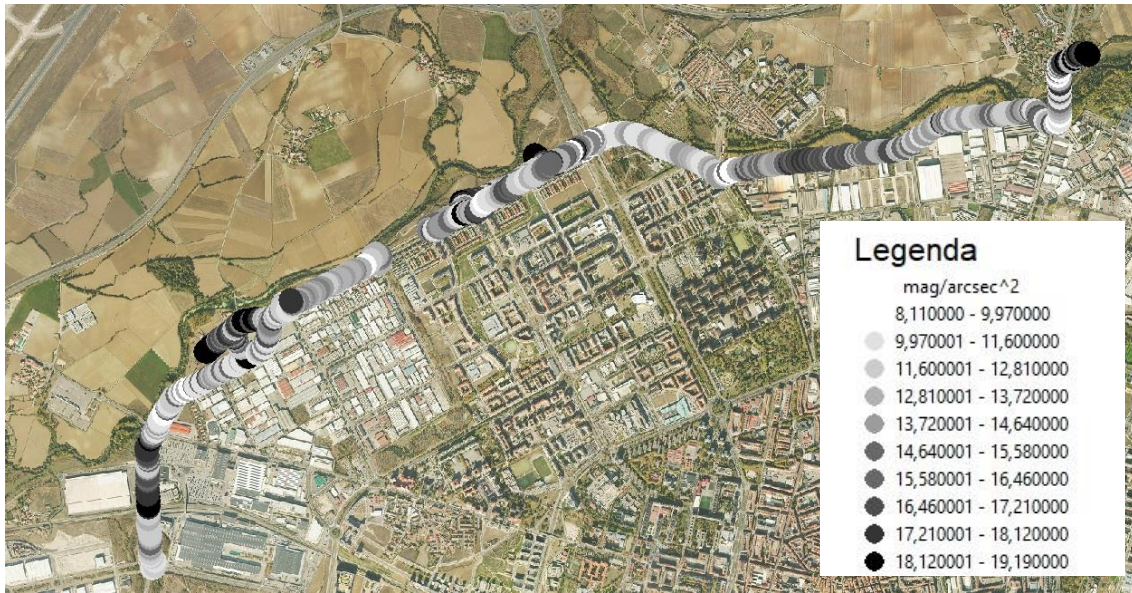 Legenda
mag/arcsec^2
8,110000 - 9,970000
9,970001 - 11,600000
11,600001 - 12,810000
12,810001 - 13,720000
13,720001 - 14,640000
14,640001 - 15,580000
15,580001 - 16,460000
16,460001 - 17,210000
17,210001 - 18,120000
18,120001 - 19,190000